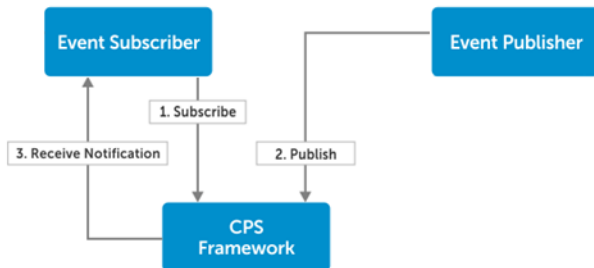 Event Subscriber
Event Publisher
1. Subscribe
3. Receive Notification
2. Publish
CPS
Framework